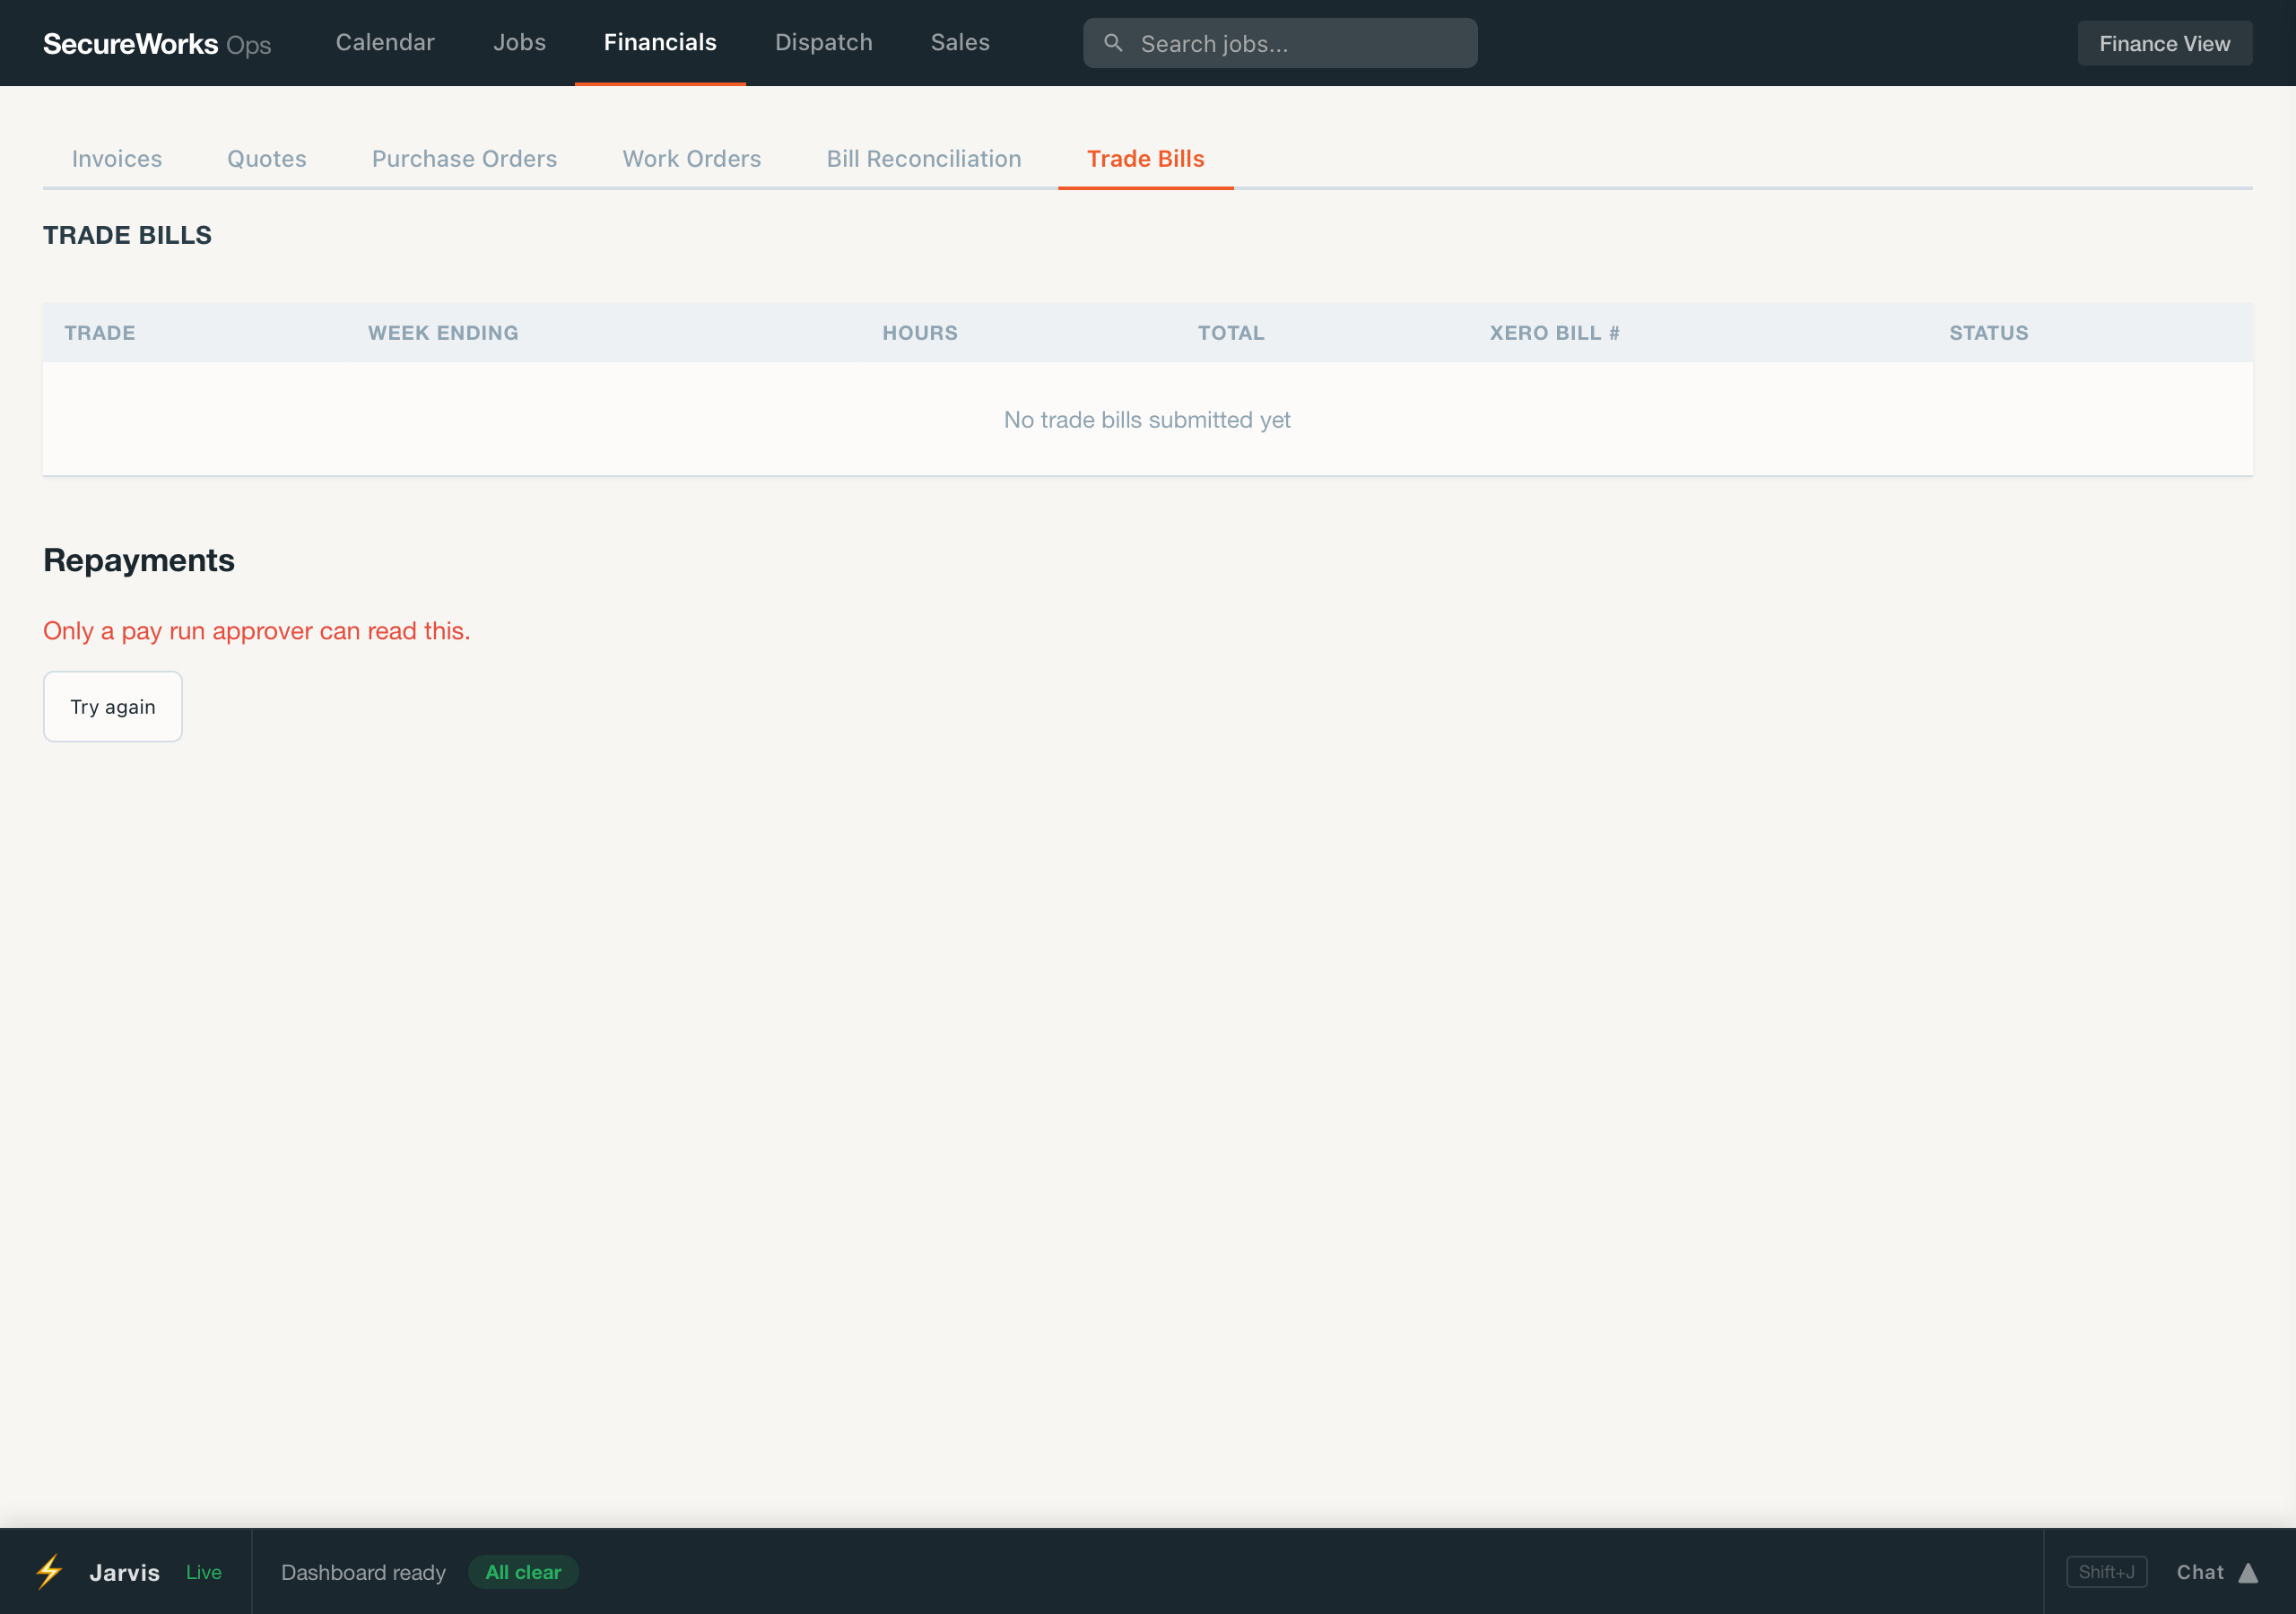 SecureWorks Ops Calendar Jobs Financials Dispatch Sales Search jobs... Finance View
Invoices Quotes Purchase Orders Work Orders Bill Reconciliation Trade Bills
TRADE BILLS
TRADE WEEK ENDING HOURS TOTAL XERO BILL # STATUS
No trade bills submitted yet
Repayments
Only a pay run approver can read this.
Try again
Jarvis Live Dashboard ready All clear Shift+J Chat